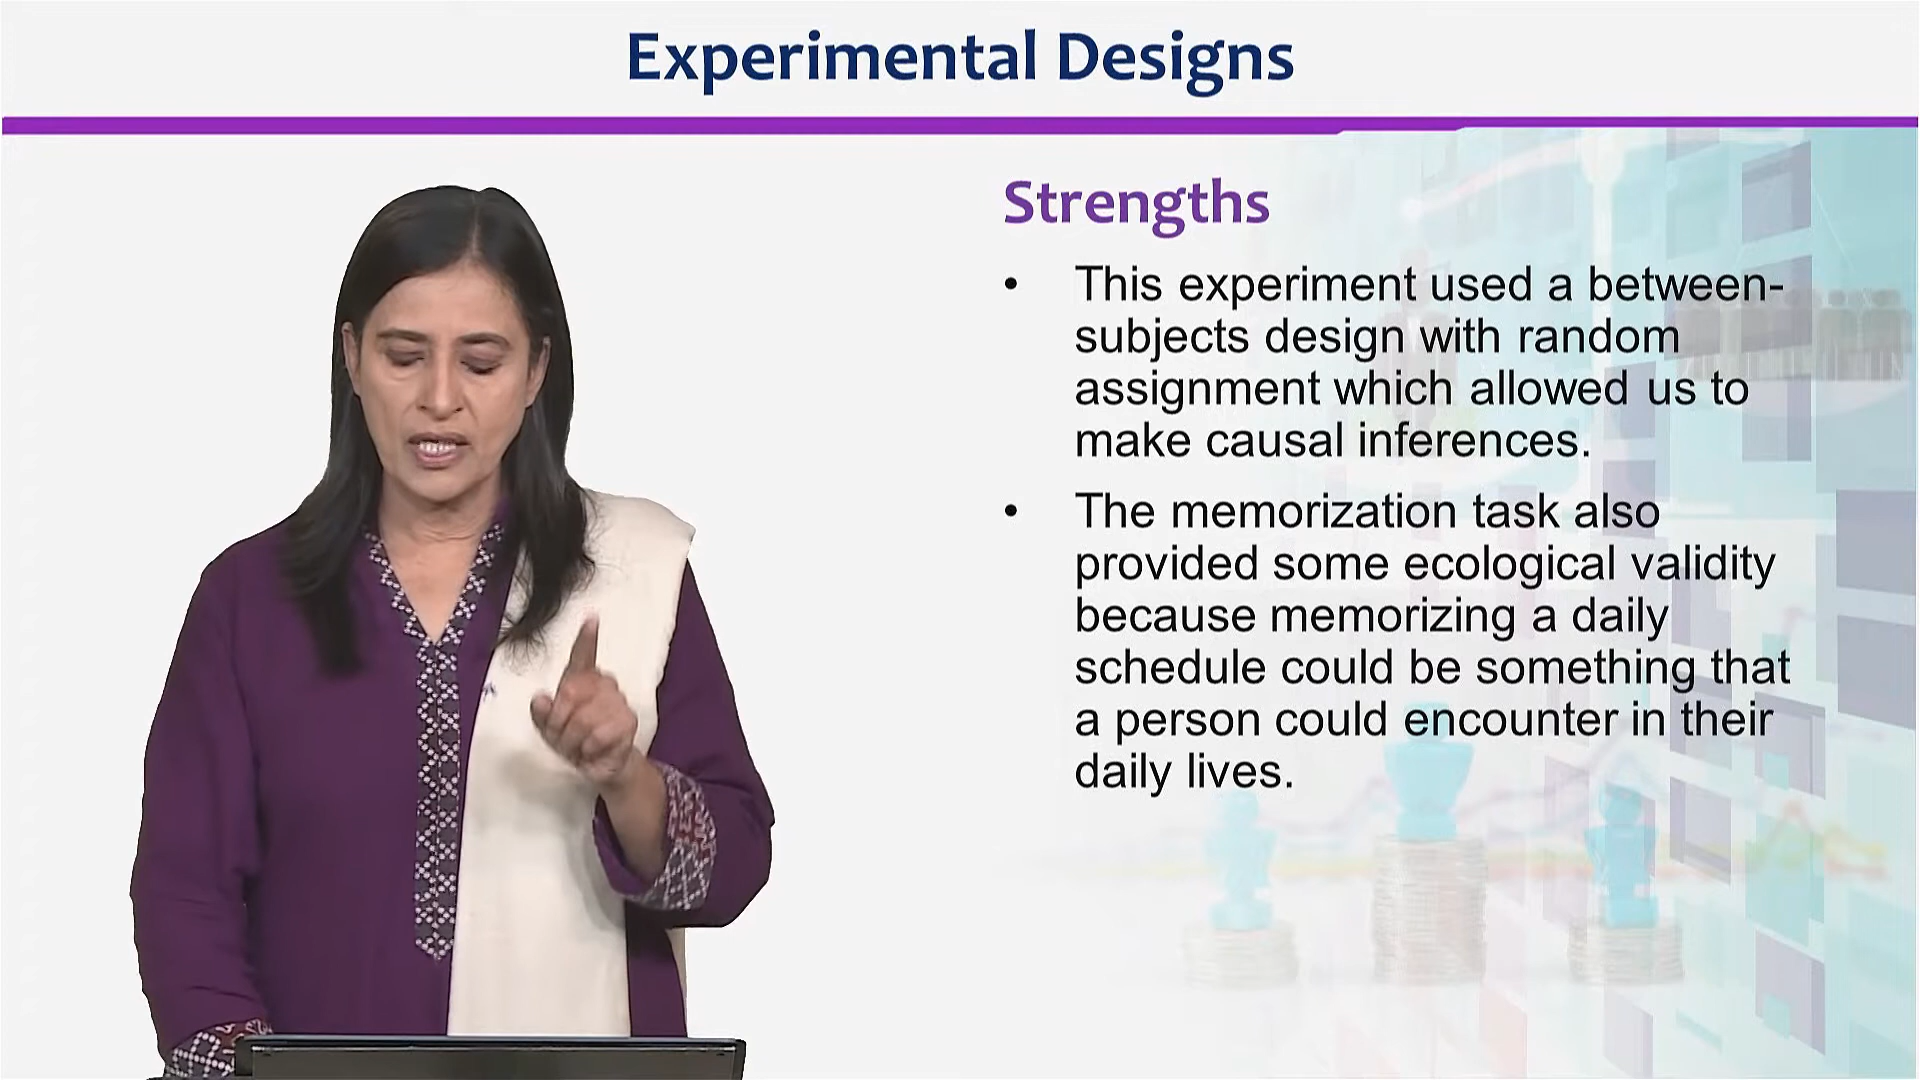 Experimental Designs
Strengths
• This experiment used a between-
subjects design with random
assignment which allowed us to
make causal inferences.
• The memorization task also
provided some ecological validity
because memorizing a daily
schedule could be something that
a person could encounter in their
daily lives.